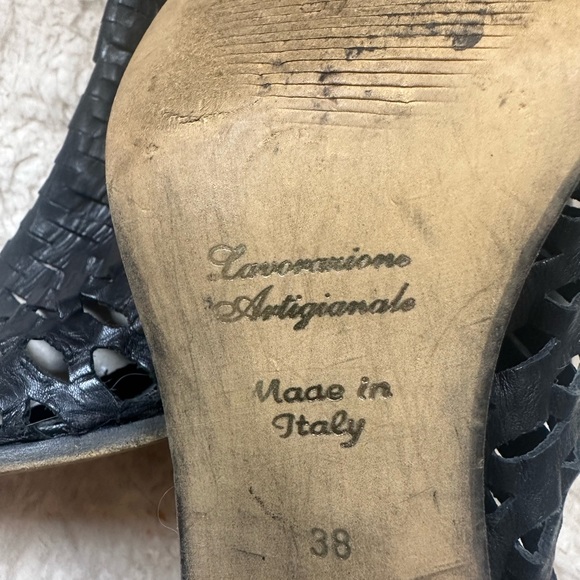 Lavorazione
Artigianale
Made in
Italy
38